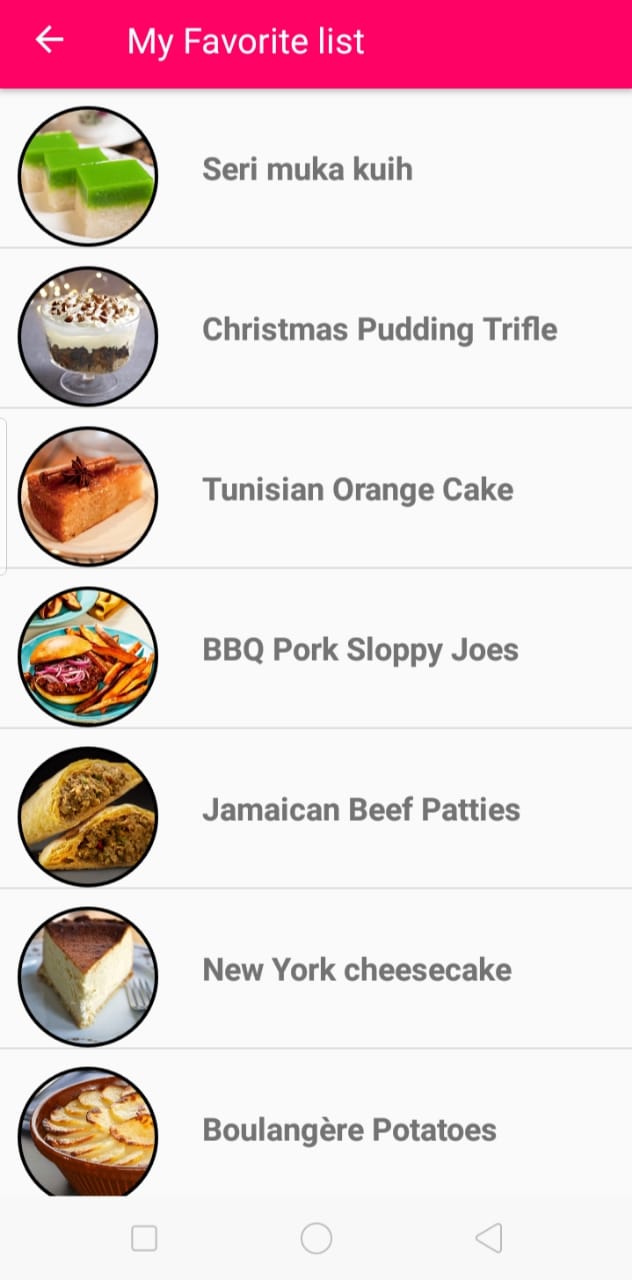 My Favorite list
Seri muka kuih
Christmas Pudding Trifle
Tunisian Orange Cake
BBQ Pork Sloppy Joes
Jamaican Beef Patties
New York cheesecake
Boulangère Potatoes